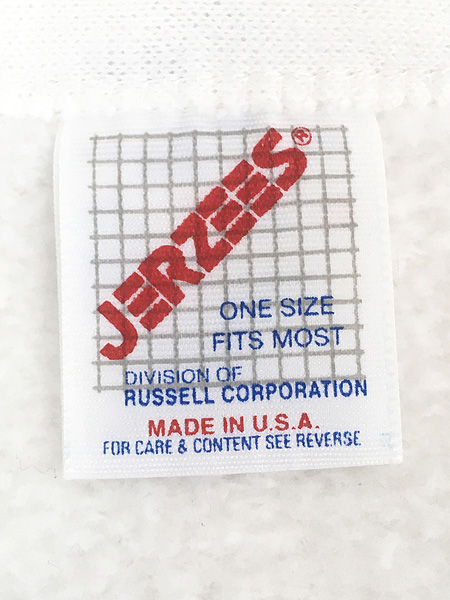 JERZEES®
ONE SIZE
FITS MOST
DIVISION OF
RUSSELL CORPORATION
MADE IN U.S.A.
FOR CARE & CONTENT SEE REVERSE